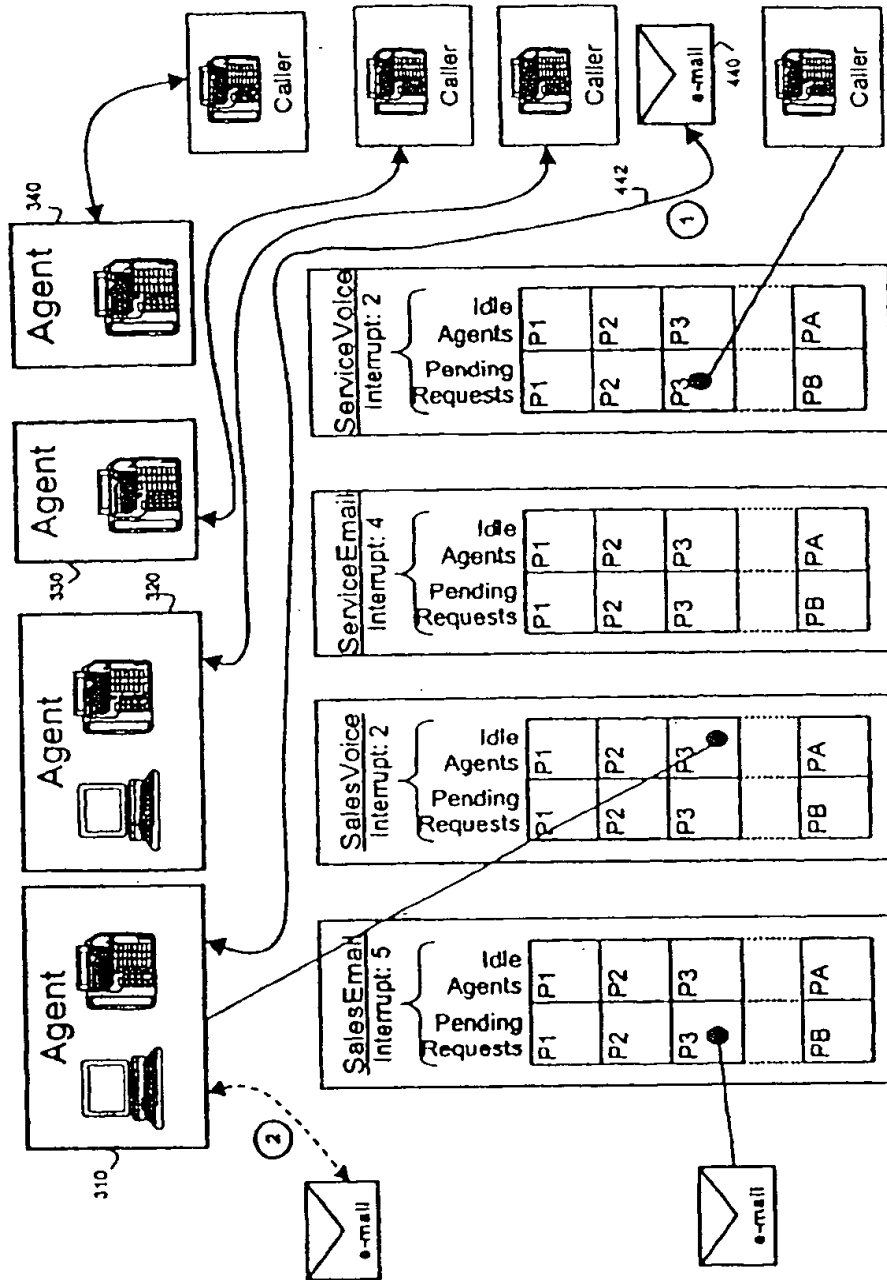 Agent
310
Agent
320
Agent
330
Agent
340
2
e-mail
SalesEmail
Interrupt: 5
Pending Requests
Idle Agents
P1
P1
P2
P2
P3
P3
PB
PA
SalesVoice
Interrupt: 2
Pending Requests
Idle Agents
P1
P1
P2
P2
P3
P3
PB
PA
ServiceEmail
Interrupt: 4
Pending Requests
Idle Agents
P1
P1
P2
P2
P3
P3
PB
PA
ServiceVoice
Interrupt: 2
Pending Requests
Idle Agents
P1
P1
P2
P2
P3
P3
PB
PA
e-mail
442
1
Caller
Caller
Caller
e-mail
440
Caller